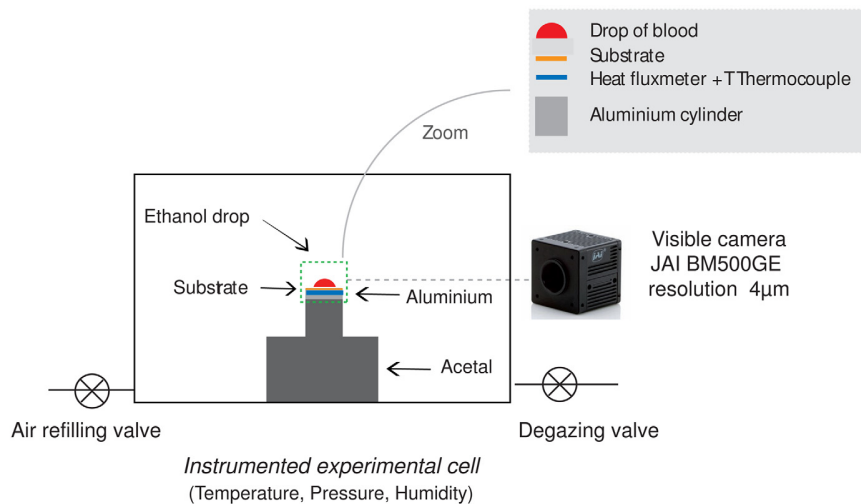 Drop of blood
Substrate
Heat fluxmeter + TThermocouple
Aluminium cylinder
Zoom
Ethanol drop
Substrate
Aluminium
Acetal
Visible camera
JAI BM500GE
resolution 4µm
Air refilling valve
Degazing valve
Instrumented experimental cell
(Temperature, Pressure, Humidity)